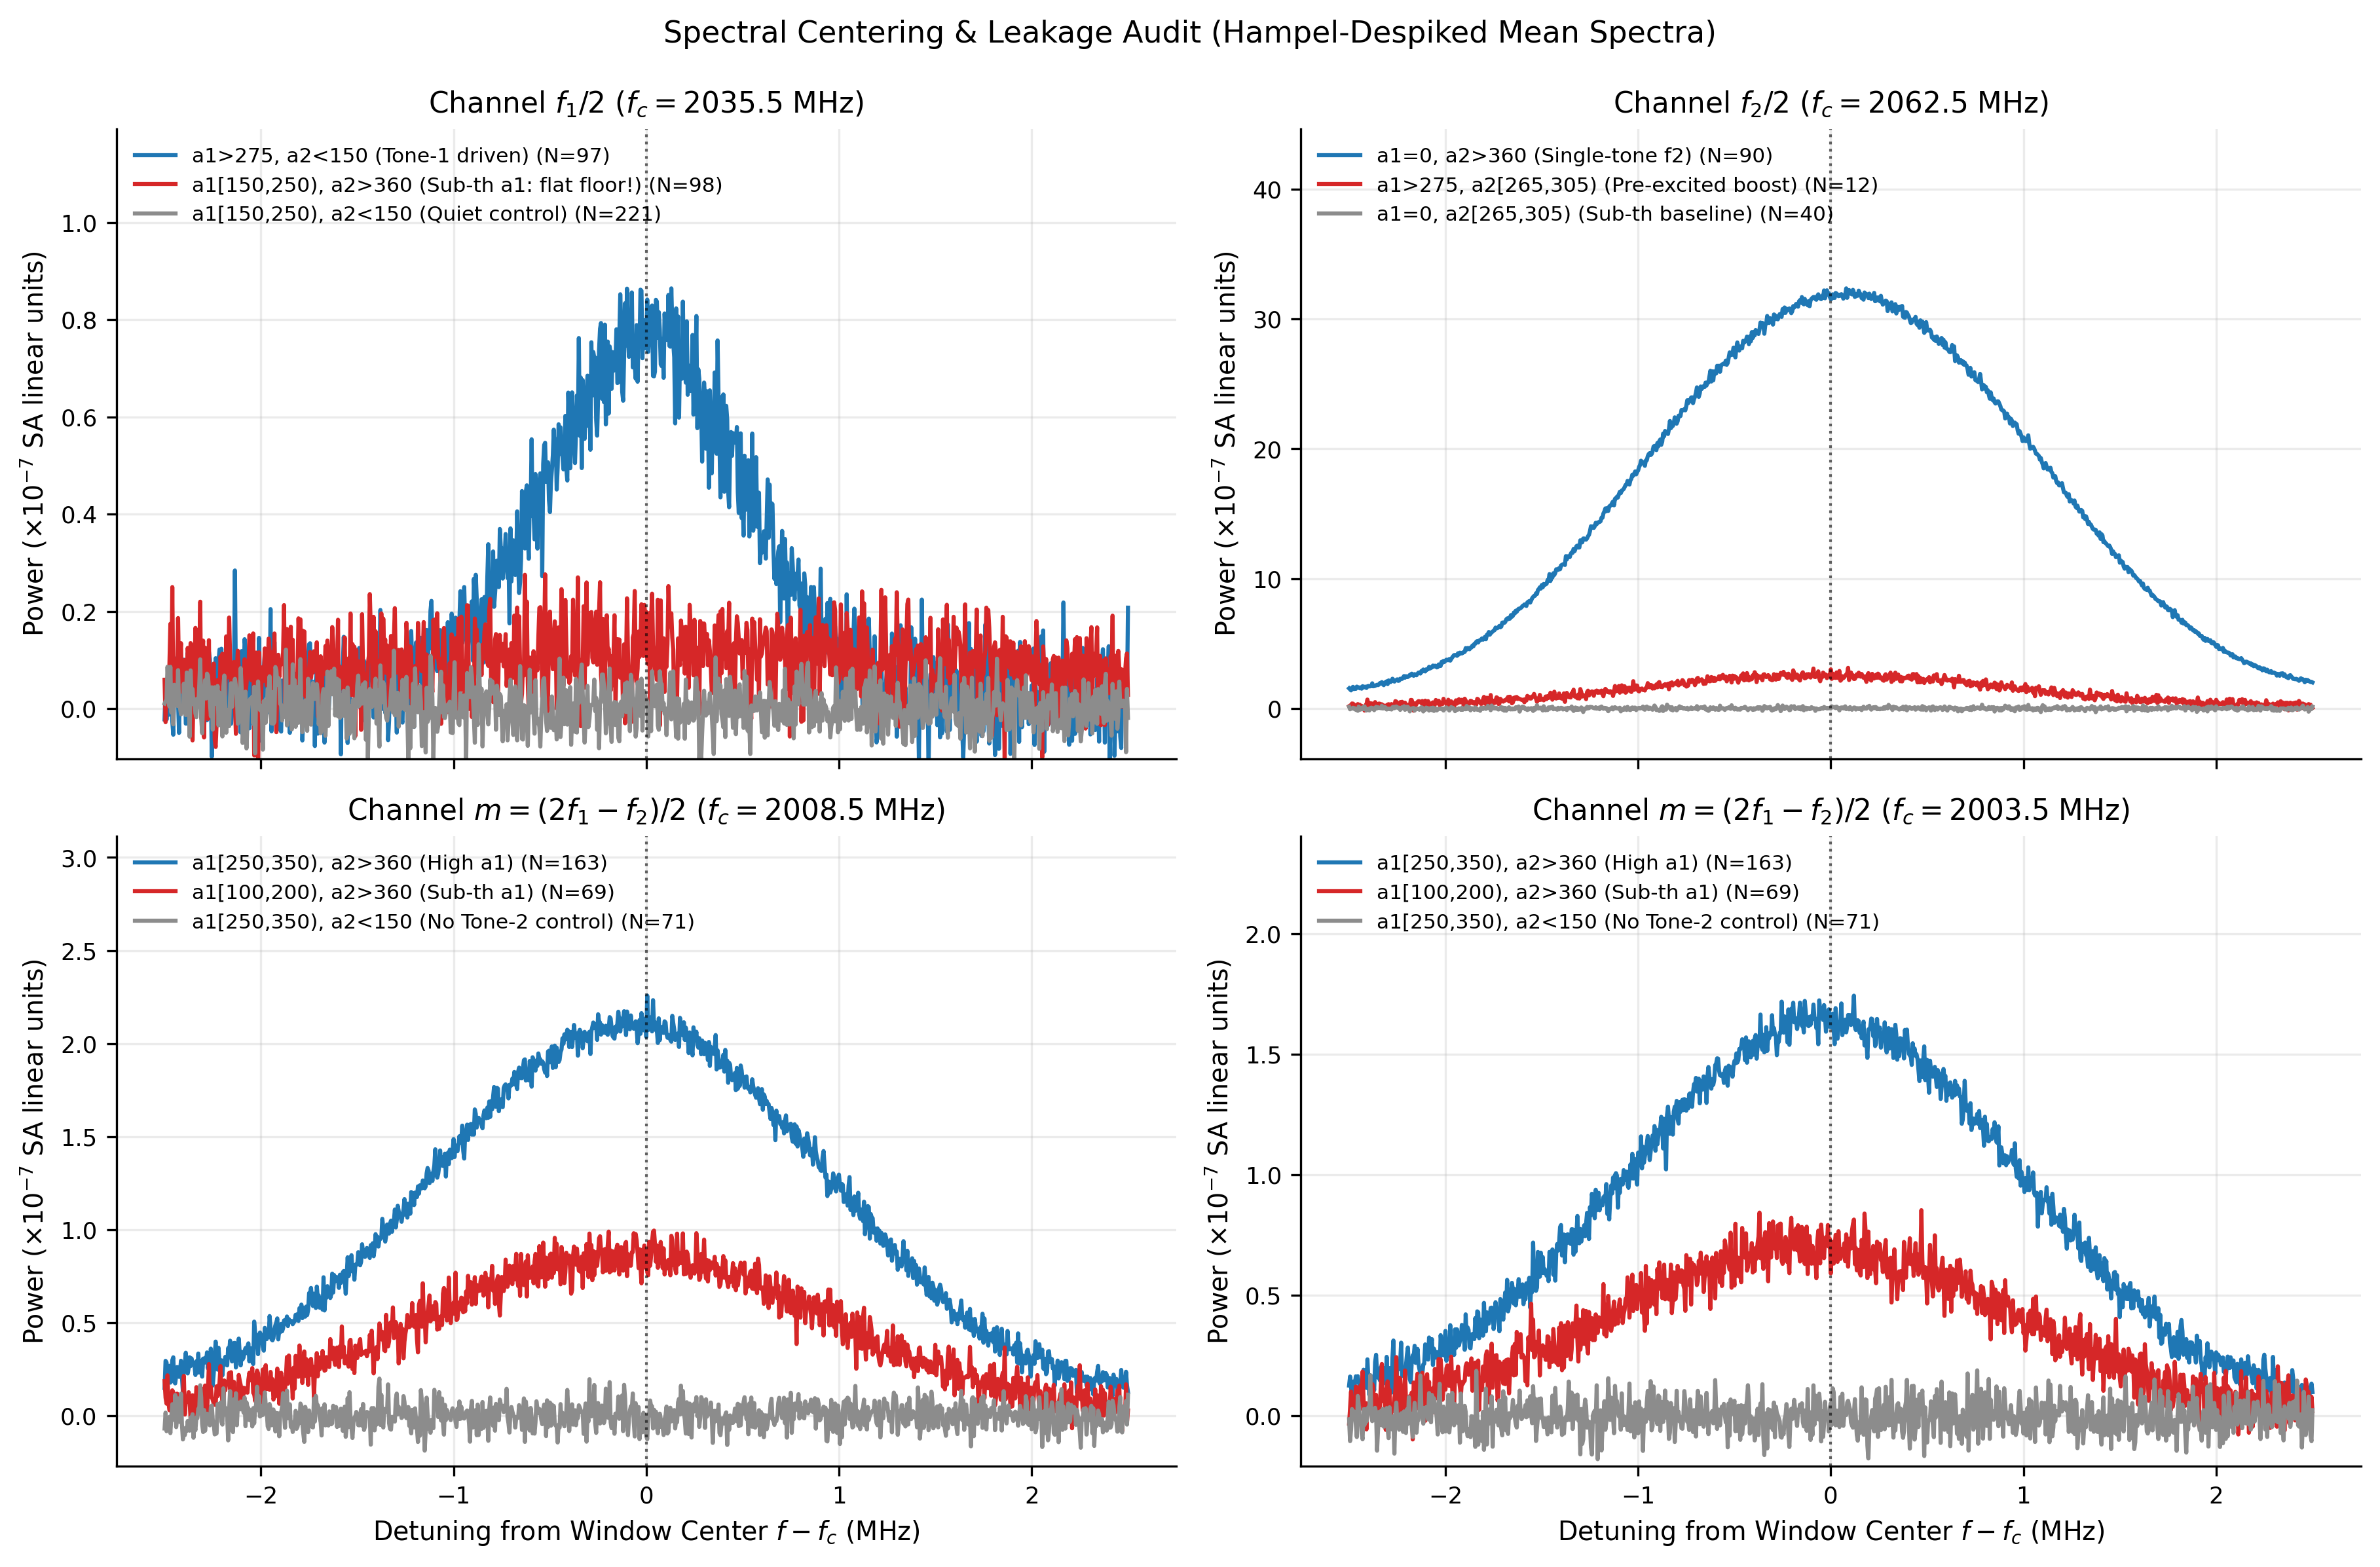 Spectral Centering & Leakage Audit (Hampel-Despiked Mean Spectra)
Channel f₁/2 (f_c = 2035.5 MHz)
a1>275, a2<150 (Tone-1 driven) (N=97)
a1[150,250), a2>360 (Sub-th a1: flat floor!) (N=98)
a1[150,250), a2<150 (Quiet control) (N=221)
Power (×10⁻⁷ SA linear units)
1.0
0.8
0.6
0.4
0.2
0.0
Channel f₂/2 (f_c = 2062.5 MHz)
a1=0, a2>360 (Single-tone f2) (N=90)
a1>275, a2[265,305) (Pre-excited boost) (N=12)
a1=0, a2[265,305) (Sub-th baseline) (N=40)
Power (×10⁻⁷ SA linear units)
40
30
20
10
0
Channel m = (2f₁ − f₂)/2 (f_c = 2008.5 MHz)
a1[250,350), a2>360 (High a1) (N=163)
a1[100,200), a2>360 (Sub-th a1) (N=69)
a1[250,350), a2<150 (No Tone-2 control) (N=71)
Power (×10⁻⁷ SA linear units)
3.0
2.5
2.0
1.5
1.0
0.5
0.0
−2 −1 0 1 2
Detuning from Window Center f − f_c (MHz)
Channel m = (2f₁ − f₂)/2 (f_c = 2003.5 MHz)
a1[250,350), a2>360 (High a1) (N=163)
a1[100,200), a2>360 (Sub-th a1) (N=69)
a1[250,350), a2<150 (No Tone-2 control) (N=71)
Power (×10⁻⁷ SA linear units)
2.0
1.5
1.0
0.5
0.0
−2 −1 0 1 2
Detuning from Window Center f − f_c (MHz)